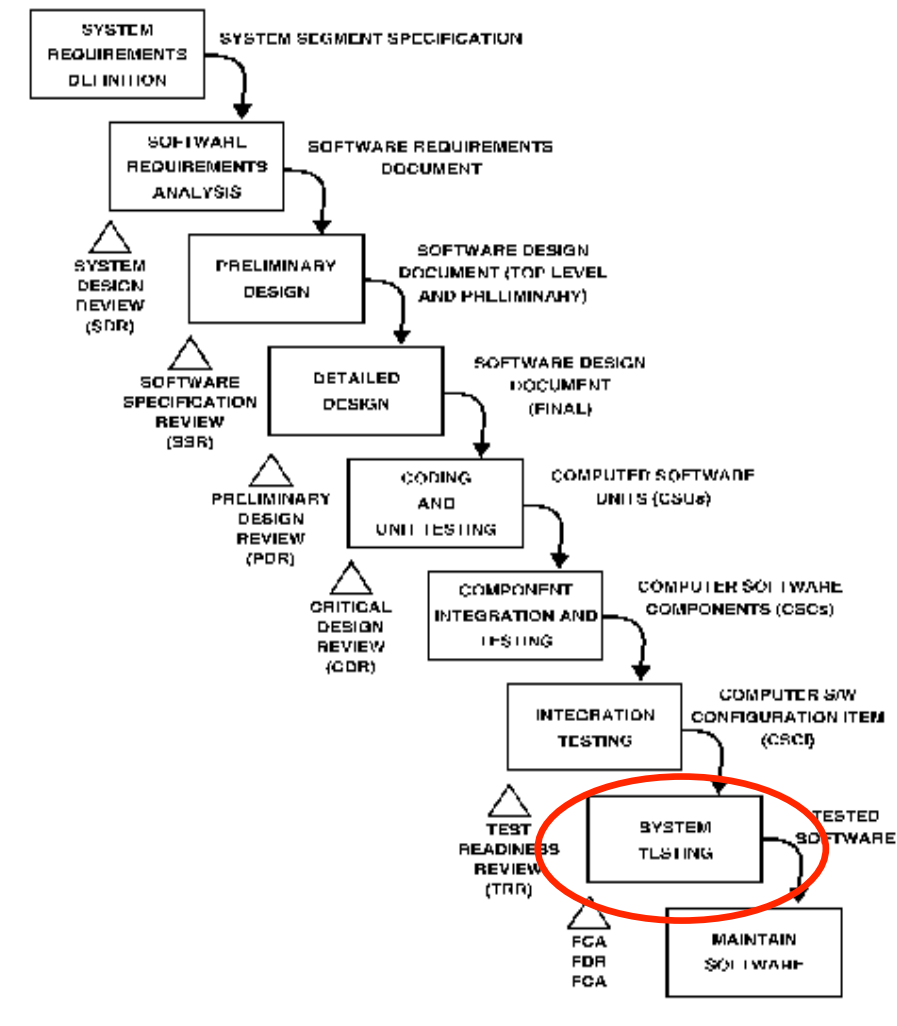 SYSTEM
REQUIREMENTS
DEFINITION
SYSTEM SEGMENT SPECIFICATION
SOFTWARE
REQUIREMENTS
ANALYSIS
SOFTWARE REQUIREMENTS
DOCUMENT
SYSTEM
DESIGN
REVIEW
(SDR)
PRELIMINARY
DESIGN
SOFTWARE DESIGN
DOCUMENT (TOP LEVEL
AND PRELIMINARY)
SOFTWARE
SPECIFICATION
REVIEW
(SSR)
DETAILED
DESIGN
SOFTWARE DESIGN
DOCUMENT
(FINAL)
PRELIMINARY
DESIGN
REVIEW
(PDR)
CODING
AND
UNIT TESTING
COMPUTED SOFTWARE
UNITS (CSUs)
CRITICAL
DESIGN
REVIEW
(CDR)
COMPONENT
INTEGRATION AND
TESTING
COMPUTER SOFTWARE
COMPONENTS (CSCs)
INTEGRATION
TESTING
COMPUTER S/W
CONFIGURATION ITEM
(CSCI)
TEST
READINESS
REVIEW
(TRR)
SYSTEM
TESTING
TESTED
SOFTWARE
FCA
FDR
FCA
MAINTAIN
SOFTWARE